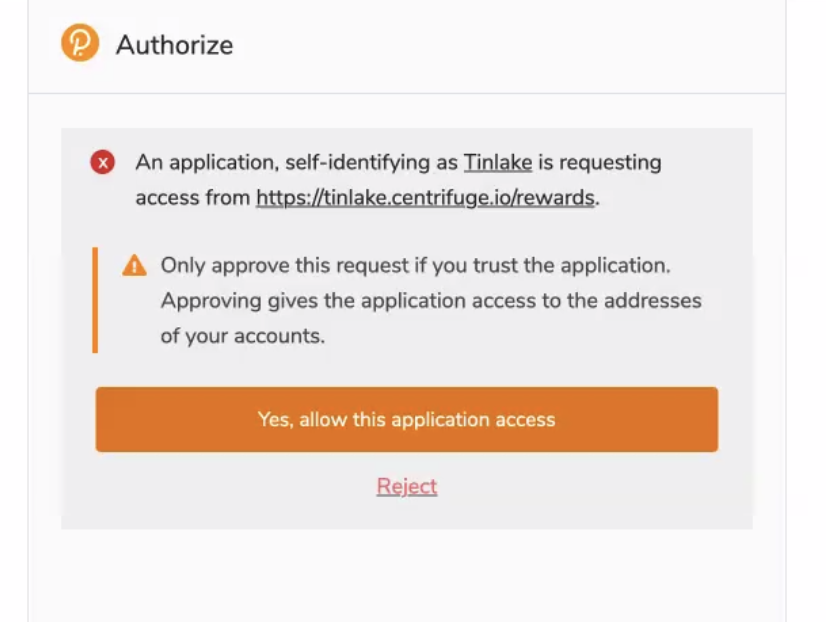 Authorize
An application, self-identifying as Tinlake is requesting
access from https://tinlake.centrifuge.io/rewards.
Only approve this request if you trust the application.
Approving gives the application access to the addresses
of your accounts.
Yes, allow this application access
Reject